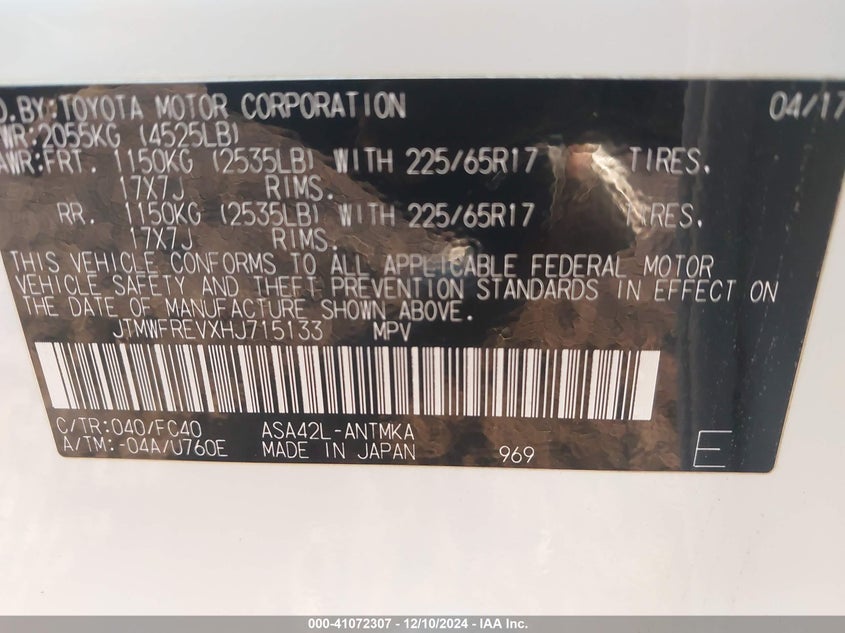 D.BY:TOYOTA MOTOR CORPORATION 04/17
WR:2055KG (4525LB)
AWR:FRT. 1150KG (2535LB) WITH 225/65R17 TIRES.
17X7J RIMS.
RR. 1150KG (2535LB) WITH 225/65R17 TIRES.
17X7J RIMS.
THIS VEHICLE CONFORMS TO ALL APPLICABLE FEDERAL MOTOR
VEHICLE SAFETY AND THEFT PREVENTION STANDARDS IN EFFECT ON
THE DATE OF MANUFACTURE SHOWN ABOVE.
JTMWFREVXHJ715133 MPV
C/TR:040/FC40 ASA42L-ANTMKA
A/TM:-04A/U760E MADE IN JAPAN 969 E
000-41072307 - 12/10/2024 - IAA Inc.